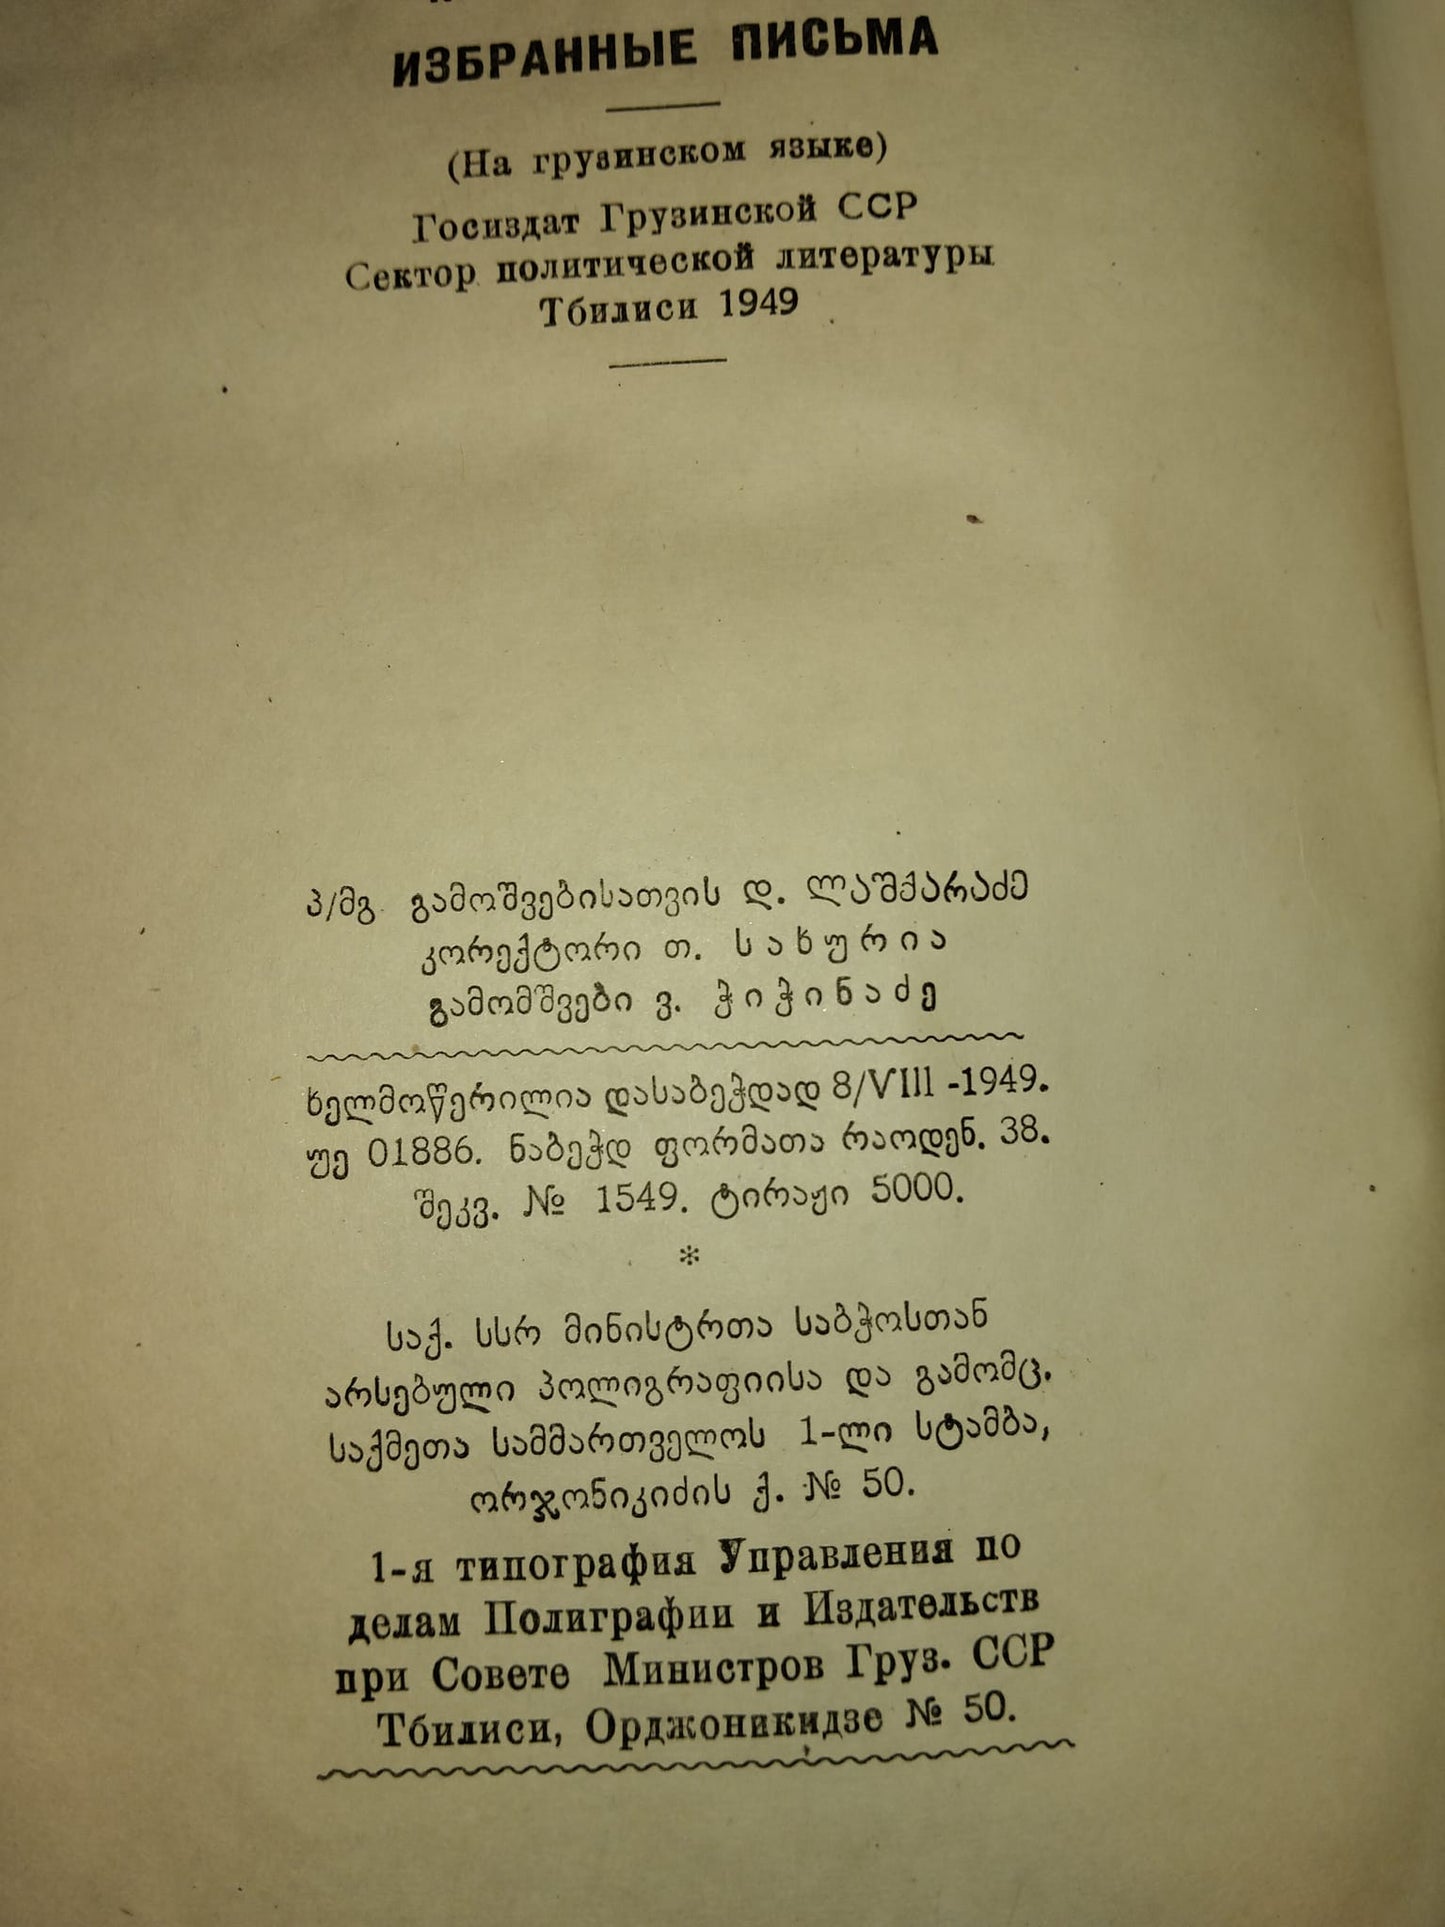 ИЗБРАННЫЕ ПИСЬМА
(На грузинском языке)
Госиздат Грузинской ССР
Сектор политической литературы
Тбилиси 1949
პ/მგ გამოშვებისათვის დ. ლაშქარაძე
კორექტორი თ. სახურია
გამომშვები ვ. ჭიჭინაძე
ხელმოწერილია დასაბეჭდად 8/VIII -1949.
უე 01886. ნაბეჭდ ფორმათა რაოდენ. 38.
შეკვ. № 1549. ტირაჟი 5000.
*
საქ. სსრ მინისტრთა საბჭოსთან
არსებული პოლიგრაფიისა და გამომც.
საქმეთა სამმართველოს 1-ლი სტამბა,
ორჯონიკიძის ქ. № 50.
1-я типография Управления по
делам Полиграфии и Издательств
при Совете Министров Груз. ССР
Тбилиси, Орджоникидзе № 50.